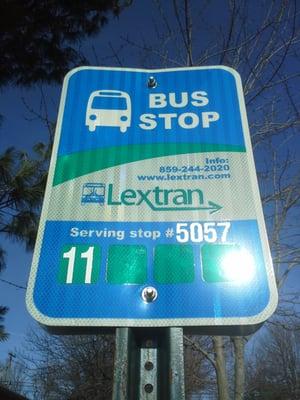 BUS
STOP
Info:
859-244-2020
www.lextran.com
Lextran
Serving stop # 5057
11